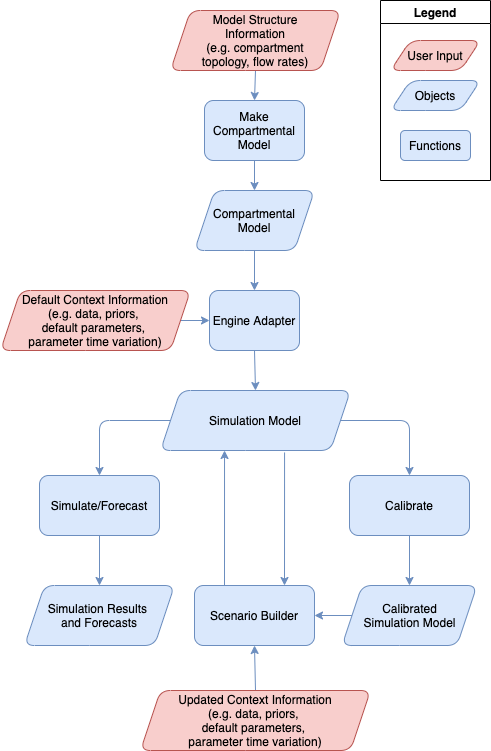 Model Structure
Information
(e.g. compartment
topology, flow rates)
Legend
User Input
Objects
Functions
Make
Compartmental
Model
Compartmental
Model
Default Context Information
(e.g. data, priors,
default parameters,
parameter time variation)
Engine Adapter
Simulation Model
Simulate/Forecast
Calibrate
Simulation Results
and Forecasts
Scenario Builder
Calibrated
Simulation Model
Updated Context Information
(e.g. data, priors,
default parameters,
parameter time variation)